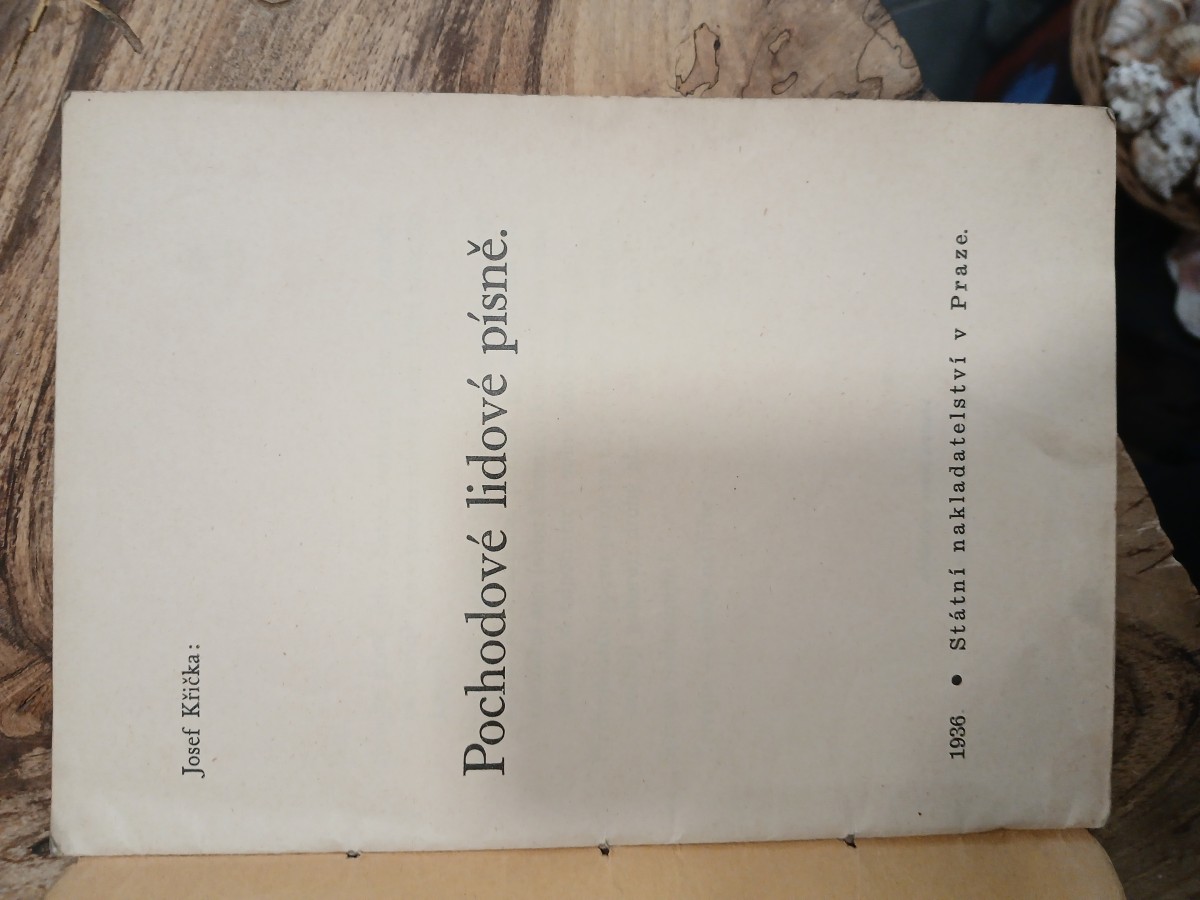 Josef Křička:
Pochodové lidové písně.
1936 • Státní nakladatelství v Praze.